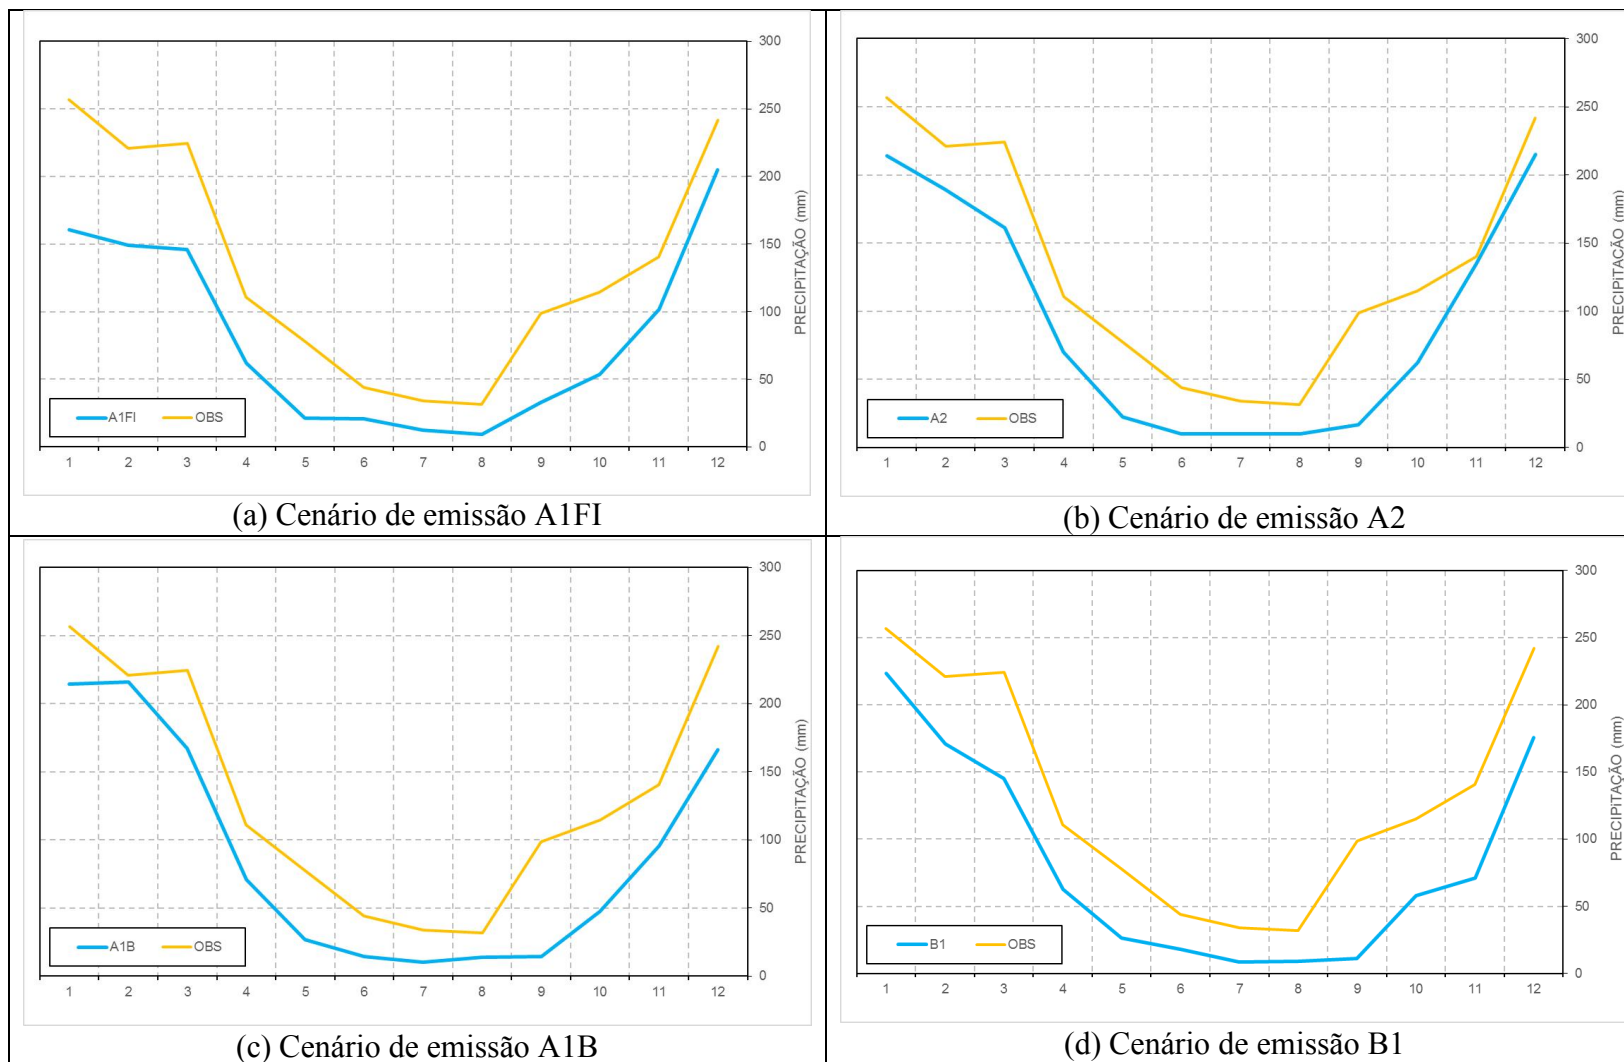 300
250
200
150
100
50
0
PRECIPiTAÇÃO (mm)
A1FI OBS
1 2 3 4 5 6 7 8 9 10 11 12
(a) Cenário de emissão A1FI
300
250
200
150
100
50
0
PRECIPiTAÇÃO (mm)
A2 OBS
1 2 3 4 5 6 7 8 9 10 11 12
(b) Cenário de emissão A2
300
250
200
150
100
50
0
PRECIPiTAÇÃO (mm)
A1B OBS
1 2 3 4 5 6 7 8 9 10 11 12
(c) Cenário de emissão A1B
300
250
200
150
100
50
0
PRECIPiTAÇÃO (mm)
B1 OBS
1 2 3 4 5 6 7 8 9 10 11 12
(d) Cenário de emissão B1